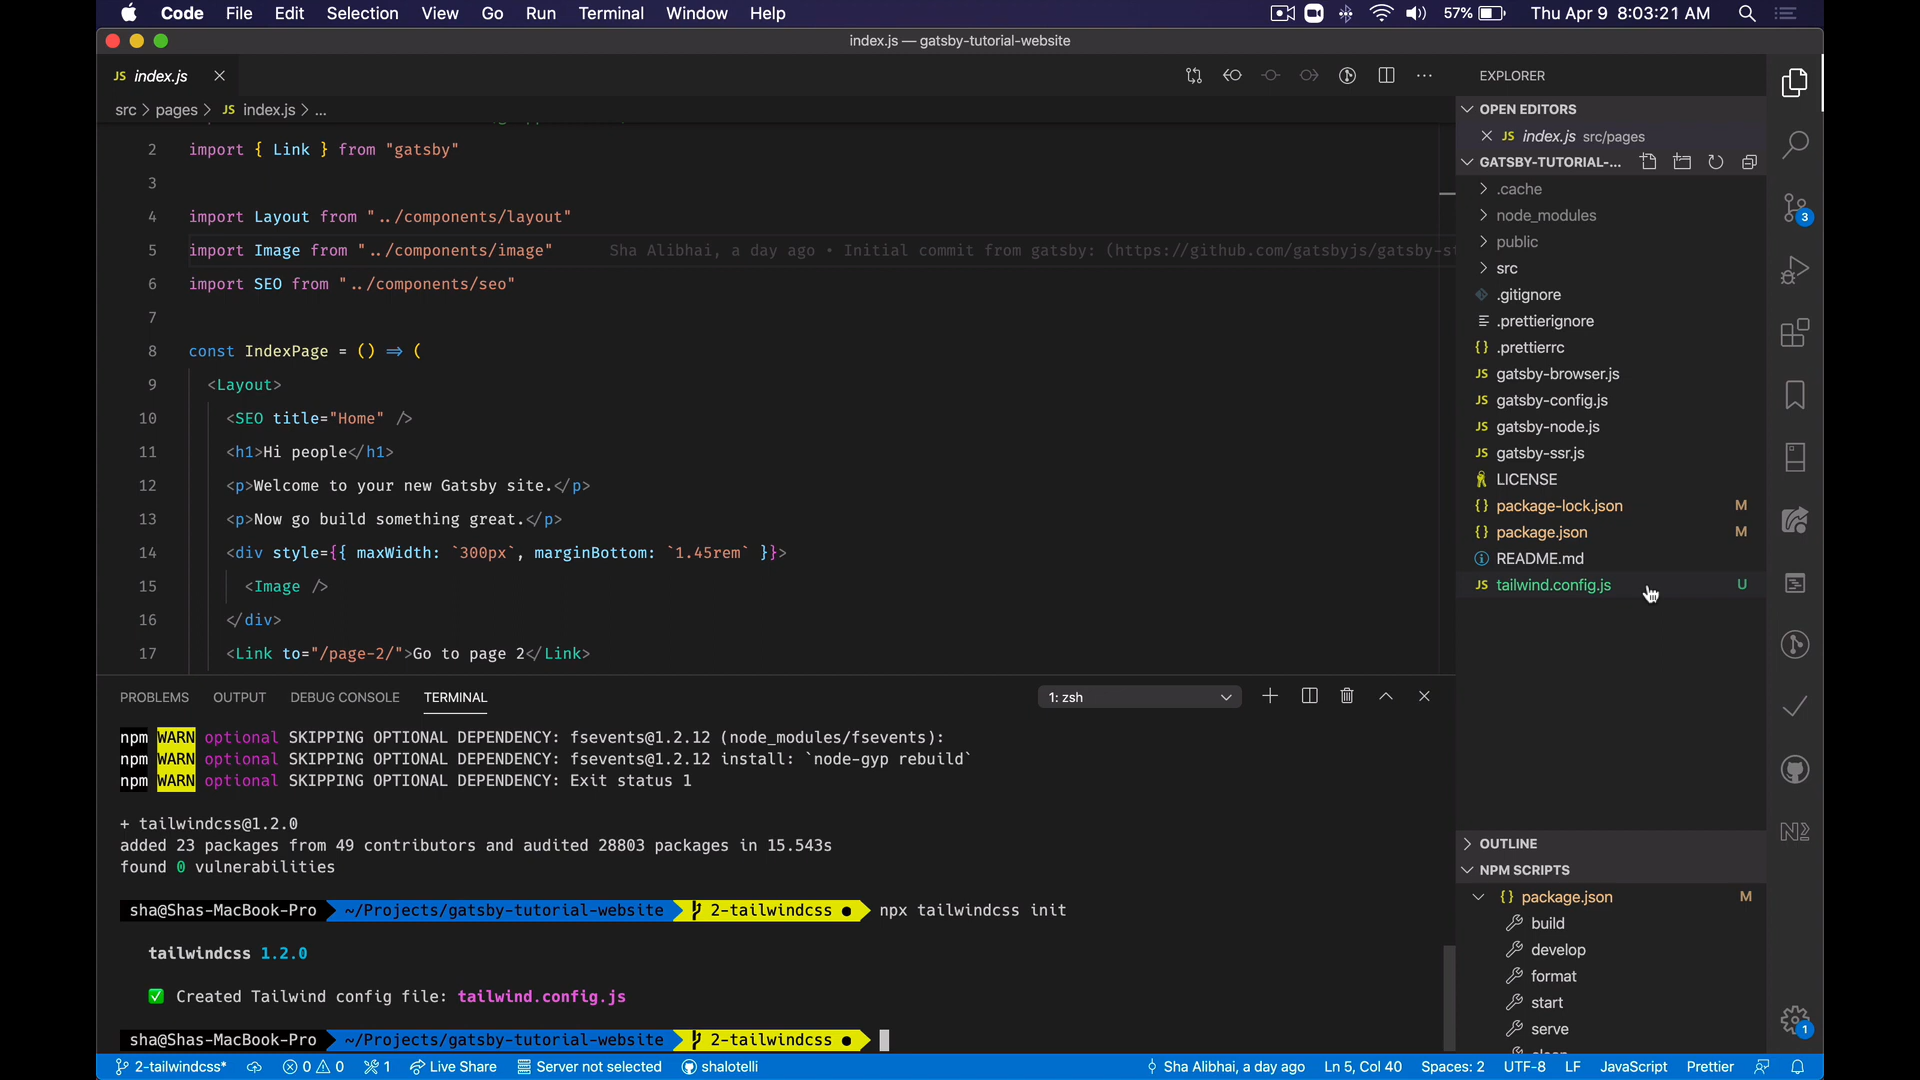 Code File Edit Selection View Go Run Terminal Window Help 57% Thu Apr 9 8:03:21 AM
index.js — gatsby-tutorial-website
JS index.js
src > pages > JS index.js > ...
2 import { Link } from "gatsby"
3
4 import Layout from "../components/layout"
5 import Image from "../components/image" Sha Alibhai, a day ago • Initial commit from gatsby: (https://github.com/gatsbyjs/gatsby-st
6 import SEO from "../components/seo"
7
8 const IndexPage = () => (
9 <Layout>
10 <SEO title="Home" />
11 <h1>Hi people</h1>
12 <p>Welcome to your new Gatsby site.</p>
13 <p>Now go build something great.</p>
14 <div style={{ maxWidth: `300px`, marginBottom: `1.45rem` }}>
15 <Image />
16 </div>
17 <Link to="/page-2/">Go to page 2</Link>
PROBLEMS OUTPUT DEBUG CONSOLE TERMINAL 1: zsh
npm WARN optional SKIPPING OPTIONAL DEPENDENCY: fsevents@1.2.12 (node_modules/fsevents):
npm WARN optional SKIPPING OPTIONAL DEPENDENCY: fsevents@1.2.12 install: `node-gyp rebuild`
npm WARN optional SKIPPING OPTIONAL DEPENDENCY: Exit status 1
+ tailwindcss@1.2.0
added 23 packages from 49 contributors and audited 28803 packages in 15.543s
found 0 vulnerabilities
sha@Shas-MacBook-Pro ~/Projects/gatsby-tutorial-website 2-tailwindcss ● npx tailwindcss init
tailwindcss 1.2.0
✅ Created Tailwind config file: tailwind.config.js
sha@Shas-MacBook-Pro ~/Projects/gatsby-tutorial-website 2-tailwindcss ●
EXPLORER
OPEN EDITORS
JS index.js src/pages
GATSBY-TUTORIAL-...
.cache
node_modules
public
src
.gitignore
.prettierignore
{} .prettierrc
JS gatsby-browser.js
JS gatsby-config.js
JS gatsby-node.js
JS gatsby-ssr.js
LICENSE
{} package-lock.json M
{} package.json M
README.md
JS tailwind.config.js U
OUTLINE
NPM SCRIPTS
{} package.json M
build
develop
format
start
serve
3
1
2-tailwindcss* 0 0 1 Live Share Server not selected shalotelli Sha Alibhai, a day ago Ln 5, Col 40 Spaces: 2 UTF-8 LF JavaScript Prettier